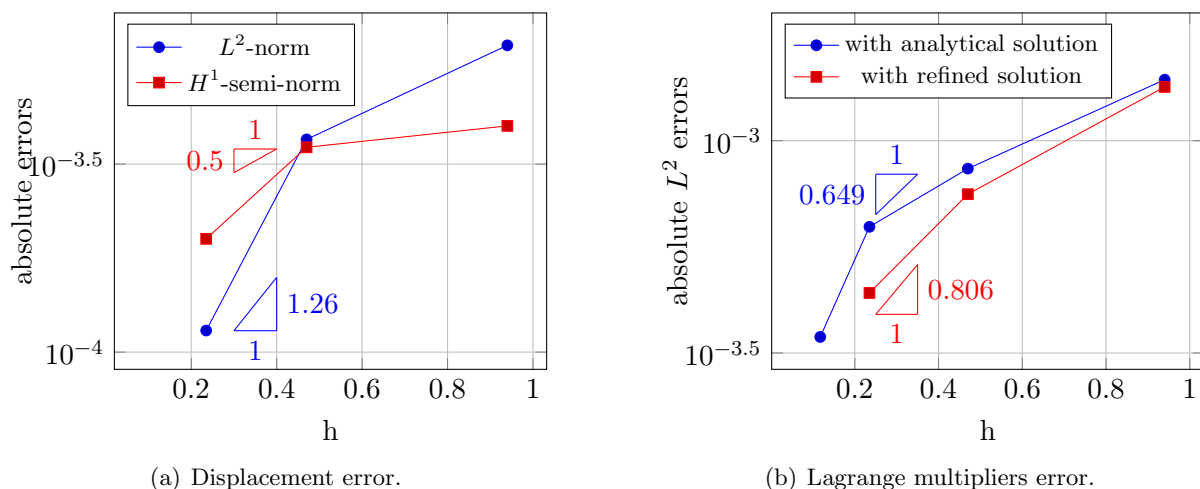 L²-norm
H¹-semi-norm
absolute errors
10⁻³·⁵
10⁻⁴
1
0.5
1.26
1
0.2 0.4 0.6 0.8 1
h
(a) Displacement error.
with analytical solution
with refined solution
absolute L² errors
10⁻³
10⁻³·⁵
1
0.649
0.806
1
0.2 0.4 0.6 0.8 1
h
(b) Lagrange multipliers error.